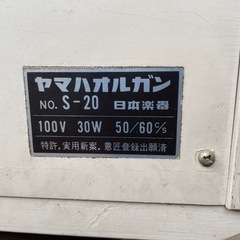 ヤマハオルガン
NO. S-20 日本楽器
100V 30W 50/60 c/s
特許．実用新案．意匠登録出願済